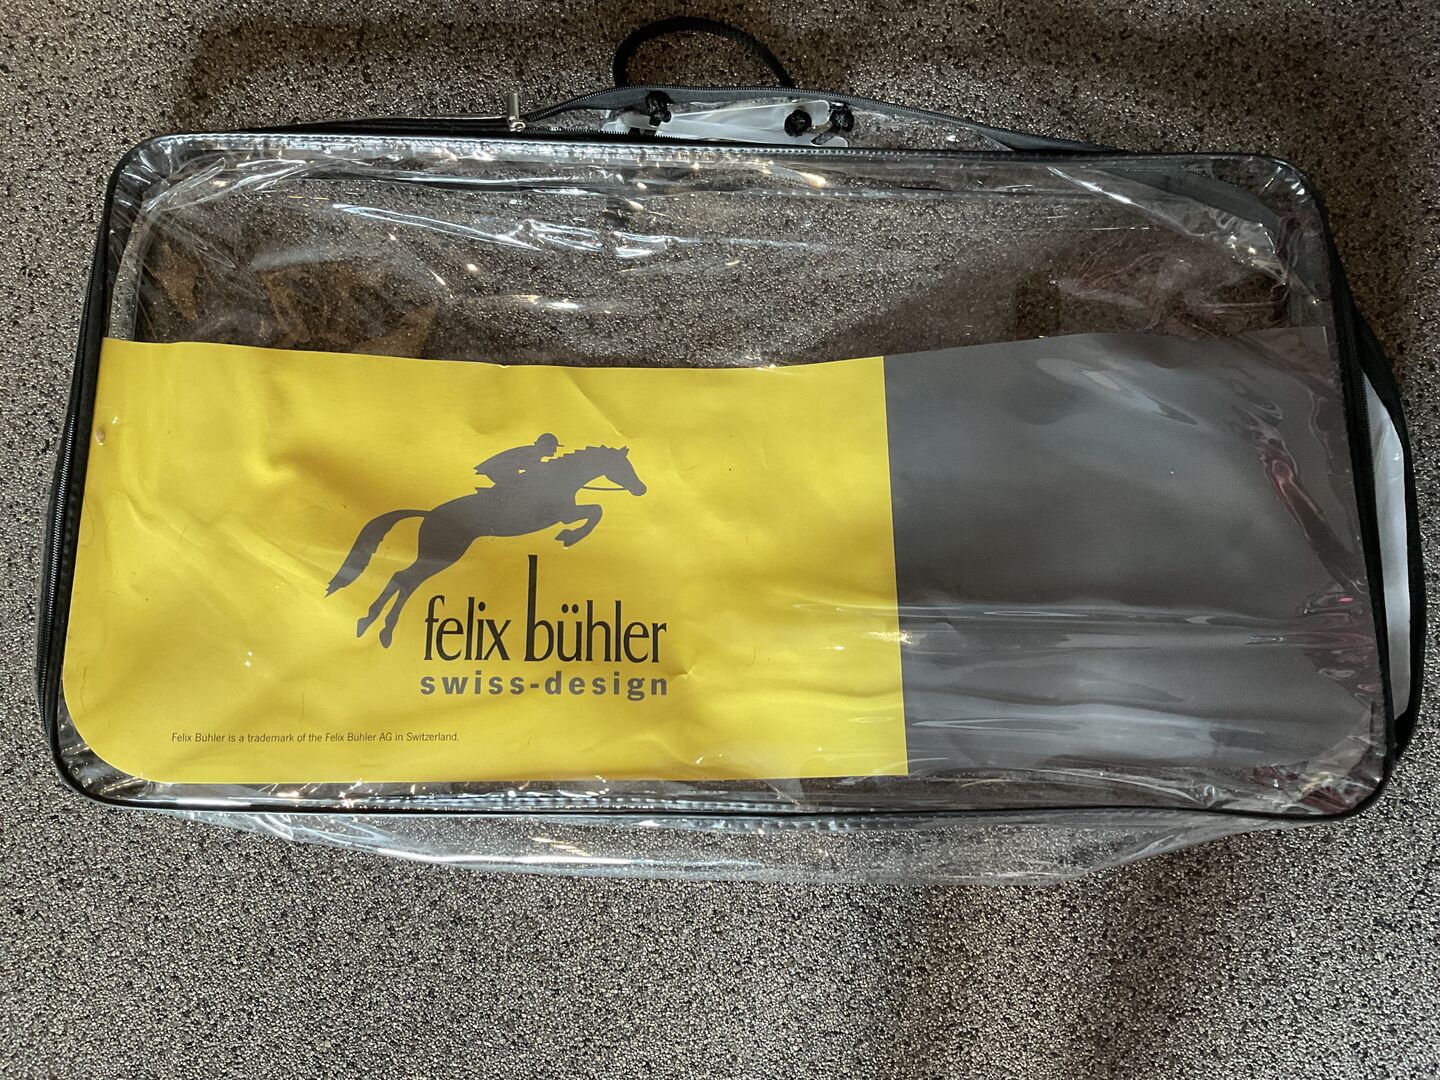 felix bühler
swiss-design
Felix Bühler is a trademark of the Felix Bühler AG in Switzerland.